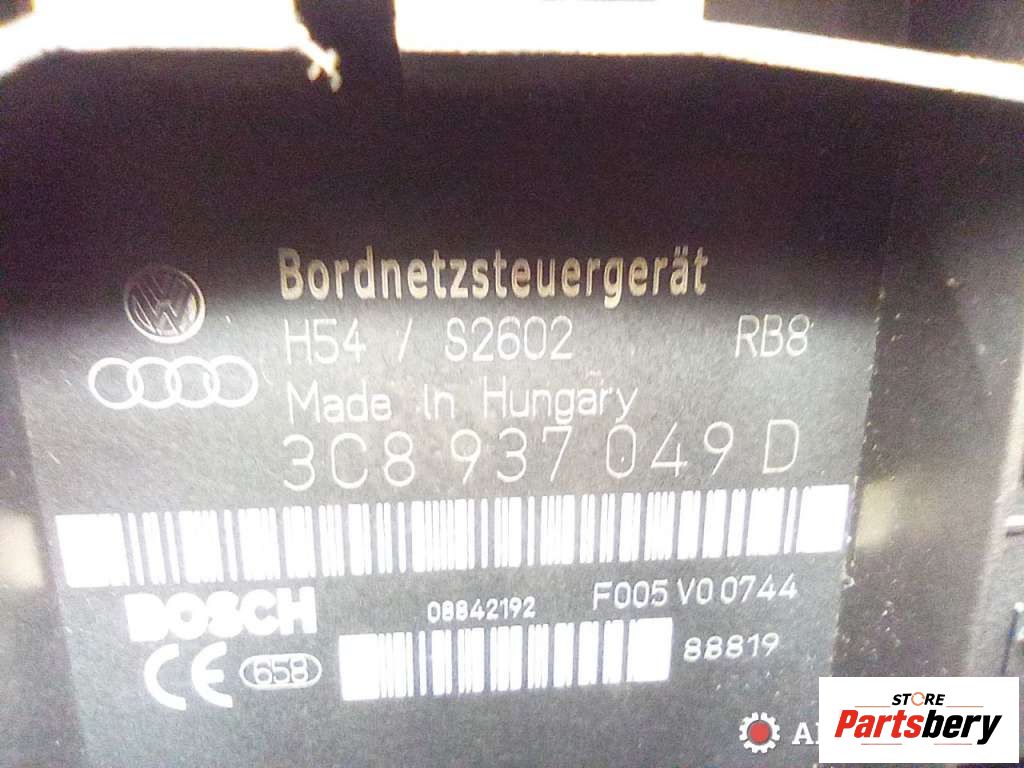 Bordnetzsteuergerät
H54 / S2602 RB8
Made In Hungary
3C8 937 049 D
BOSCH 08842192 F005 V0 0744
CE 658 88819
STORE
Partsbery